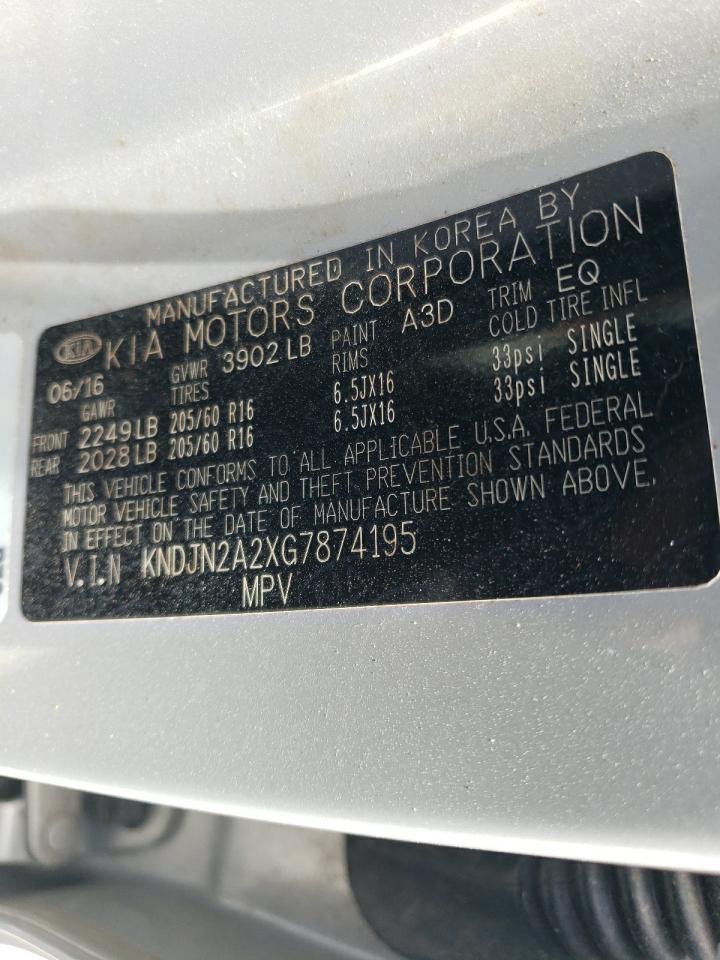 MANUFACTURED IN KOREA BY
KIA KIA MOTORS CORPORATION
06/16 GVWR 3902 LB PAINT A3D TRIM EQ
GAWR TIRES RIMS COLD TIRE INFL
FRONT 2249 LB 205/60 R16 6.5JX16 33psi SINGLE
REAR 2028 LB 205/60 R16 6.5JX16 33psi SINGLE
THIS VEHICLE CONFORMS TO ALL APPLICABLE U.S.A. FEDERAL
MOTOR VEHICLE SAFETY AND THEFT PREVENTION STANDARDS
IN EFFECT ON THE DATE OF MANUFACTURE SHOWN ABOVE.
V.I.N KNDJN2A2XG7874195
MPV